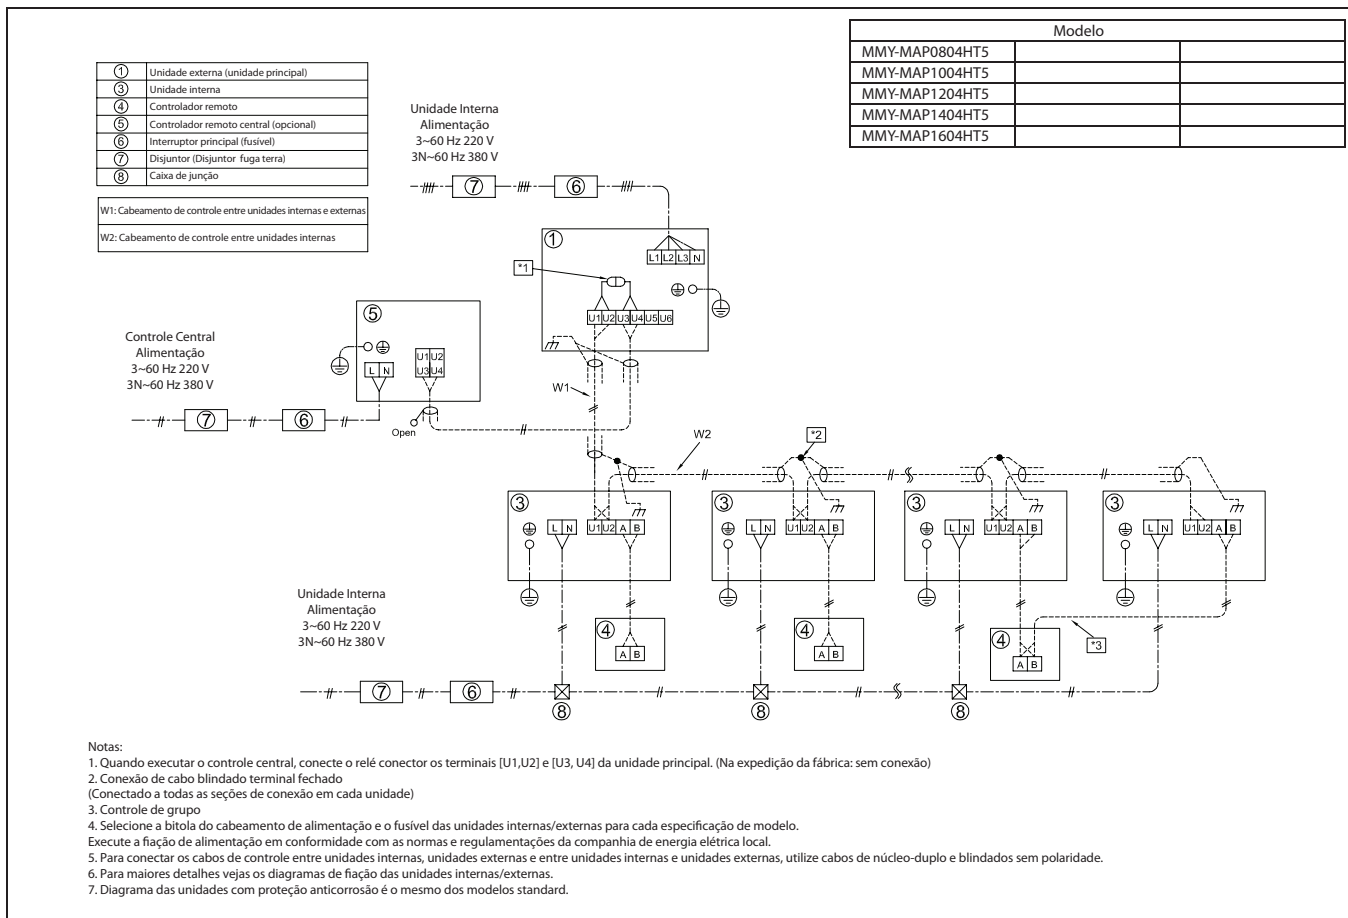 Modelo
MMY-MAP0804HT5
MMY-MAP1004HT5
MMY-MAP1204HT5
MMY-MAP1404HT5
MMY-MAP1604HT5
1 Unidade externa (unidade principal)
3 Unidade interna
4 Controlador remoto
5 Controlador remoto central (opcional)
6 Interruptor principal (fusível)
7 Disjuntor (Disjuntor fuga terra)
8 Caixa de junção
W1: Cabeamento de controle entre unidades internas e externas
W2: Cabeamento de controle entre unidades internas
Unidade Interna
Alimentação
3~60 Hz 220 V
3N~60 Hz 380 V
7 6
1
L1 L2 L3 N
*1
U1 U2 U3 U4 U5 U6
Controle Central
Alimentação
3~60 Hz 220 V
3N~60 Hz 380 V
5
L N
U1 U2
U3 U4
7 6
Open
W1
W2
*2
3 3 3 3
L N U1 U2 A B
L N U1 U2 A B
L N U1 U2 A B
L N U1 U2 A B
Unidade Interna
Alimentação
3~60 Hz 220 V
3N~60 Hz 380 V
4 A B
4 A B
4 A B
*3
7 6
8 8 8
Notas:
1. Quando executar o controle central, conecte o relé conector os terminais [U1,U2] e [U3, U4] da unidade principal. (Na expedição da fábrica: sem conexão)
2. Conexão de cabo blindado terminal fechado
(Conectado a todas as seções de conexão em cada unidade)
3. Controle de grupo
4. Selecione a bitola do cabeamento de alimentação e o fusível das unidades internas/externas para cada especificação de modelo.
Execute a fiação de alimentação em conformidade com as normas e regulamentações da companhia de energia elétrica local.
5. Para conectar os cabos de controle entre unidades internas, unidades externas e entre unidades internas e unidades externas, utilize cabos de núcleo-duplo e blindados sem polaridade.
6. Para maiores detalhes vejas os diagramas de fiação das unidades internas/externas.
7. Diagrama das unidades com proteção anticorrosão é o mesmo dos modelos standard.